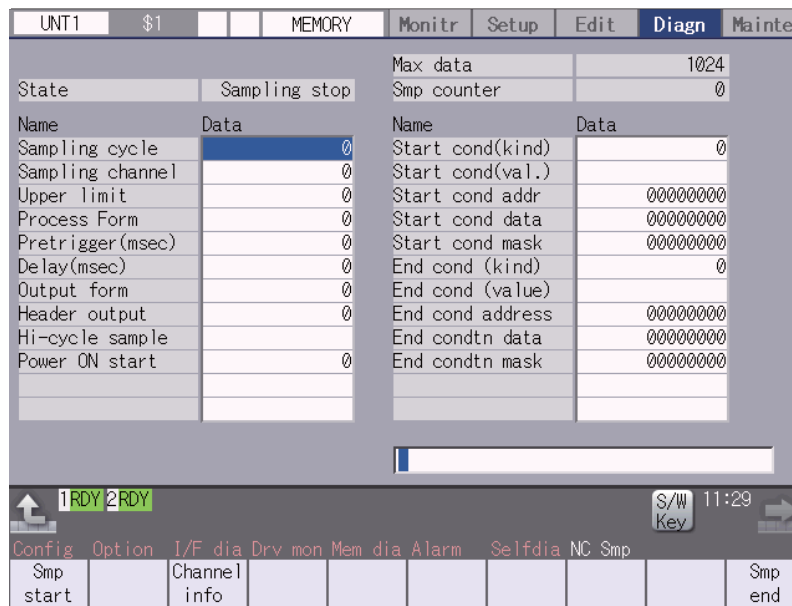 UNT1 $1 MEMORY Monitr Setup Edit Diagn Mainte
Max data 1024
State Sampling stop Smp counter 0
Name Data Name Data
Sampling cycle 0 Start cond(kind) 0
Sampling channel 0 Start cond(val.)
Upper limit 0 Start cond addr 00000000
Process Form 0 Start cond data 00000000
Pretrigger(msec) 0 Start cond mask 00000000
Delay(msec) 0 End cond (kind) 0
Output form 0 End cond (value)
Header output 0 End cond address 00000000
Hi-cycle sample End condtn data 00000000
Power ON start 0 End condtn mask 00000000
1RDY 2RDY S/W Key 11:29
Config Option I/F dia Drv mon Mem dia Alarm Selfdia NC Smp
Smp start Channel info Smp end